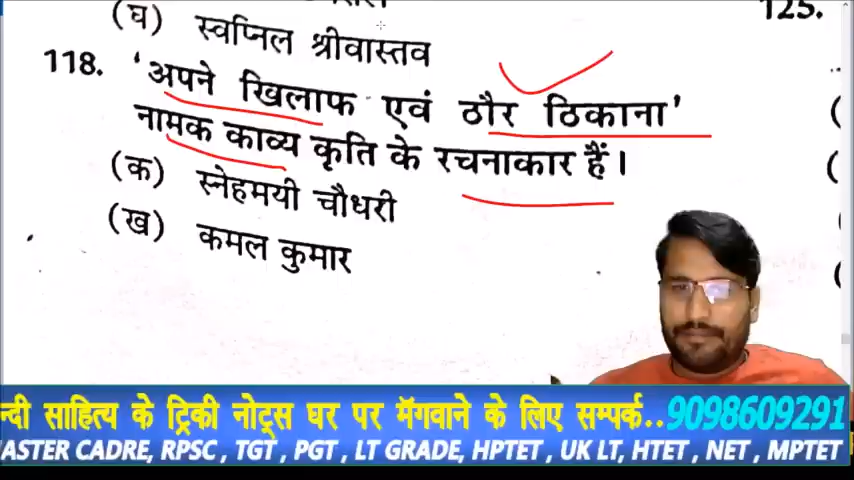 (घ) स्वप्निल श्रीवास्तव
125.
118. 'अपने खिलाफ एवं ठौर ठिकाना'
नामक काव्य कृति के रचनाकार हैं।
(क) स्नेहमयी चौधरी
(ख) कमल कुमार
न्दी साहित्य के ट्रिकी नोट्स घर पर मॅगवाने के लिए सम्पर्क..9098609291
MASTER CADRE, RPSC , TGT , PGT , LT GRADE, HPTET , UK LT, HTET , NET , MPTET